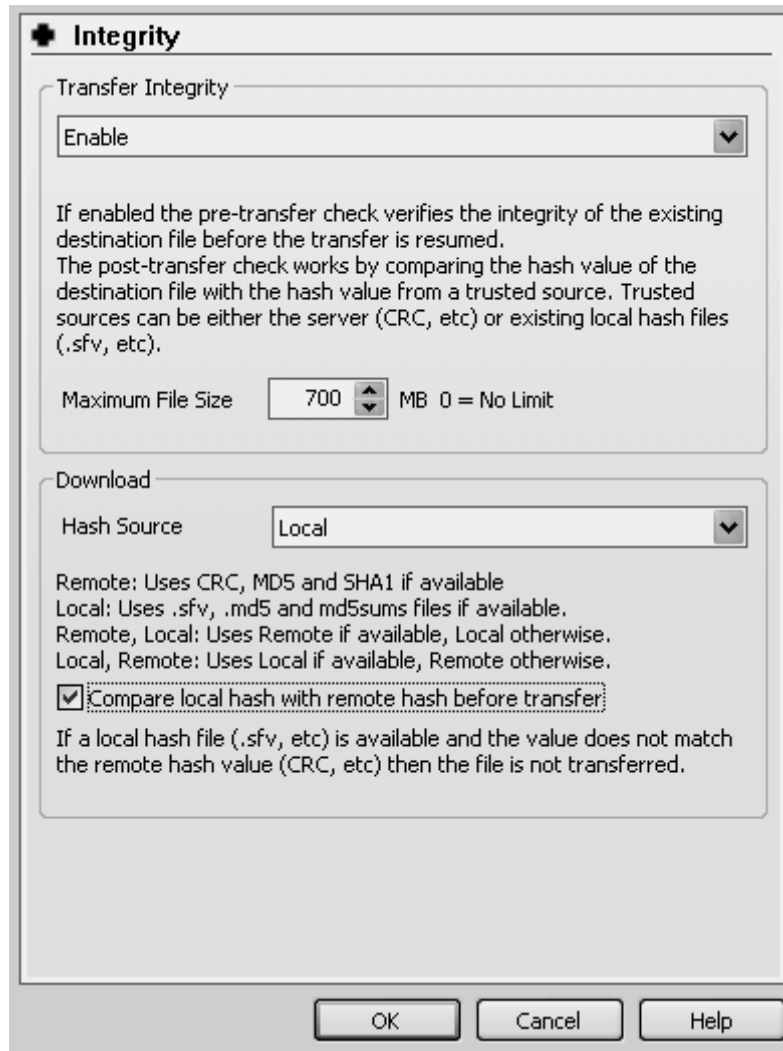 Integrity
Transfer Integrity
Enable
If enabled the pre-transfer check verifies the integrity of the existing
destination file before the transfer is resumed.
The post-transfer check works by comparing the hash value of the
destination file with the hash value from a trusted source. Trusted
sources can be either the server (CRC, etc) or existing local hash files
(.sfv, etc).
Maximum File Size 700 MB 0 = No Limit
Download
Hash Source Local
Remote: Uses CRC, MD5 and SHA1 if available
Local: Uses .sfv, .md5 and md5sums files if available.
Remote, Local: Uses Remote if available, Local otherwise.
Local, Remote: Uses Local if available, Remote otherwise.
Compare local hash with remote hash before transfer
If a local hash file (.sfv, etc) is available and the value does not match
the remote hash value (CRC, etc) then the file is not transferred.
OK Cancel Help